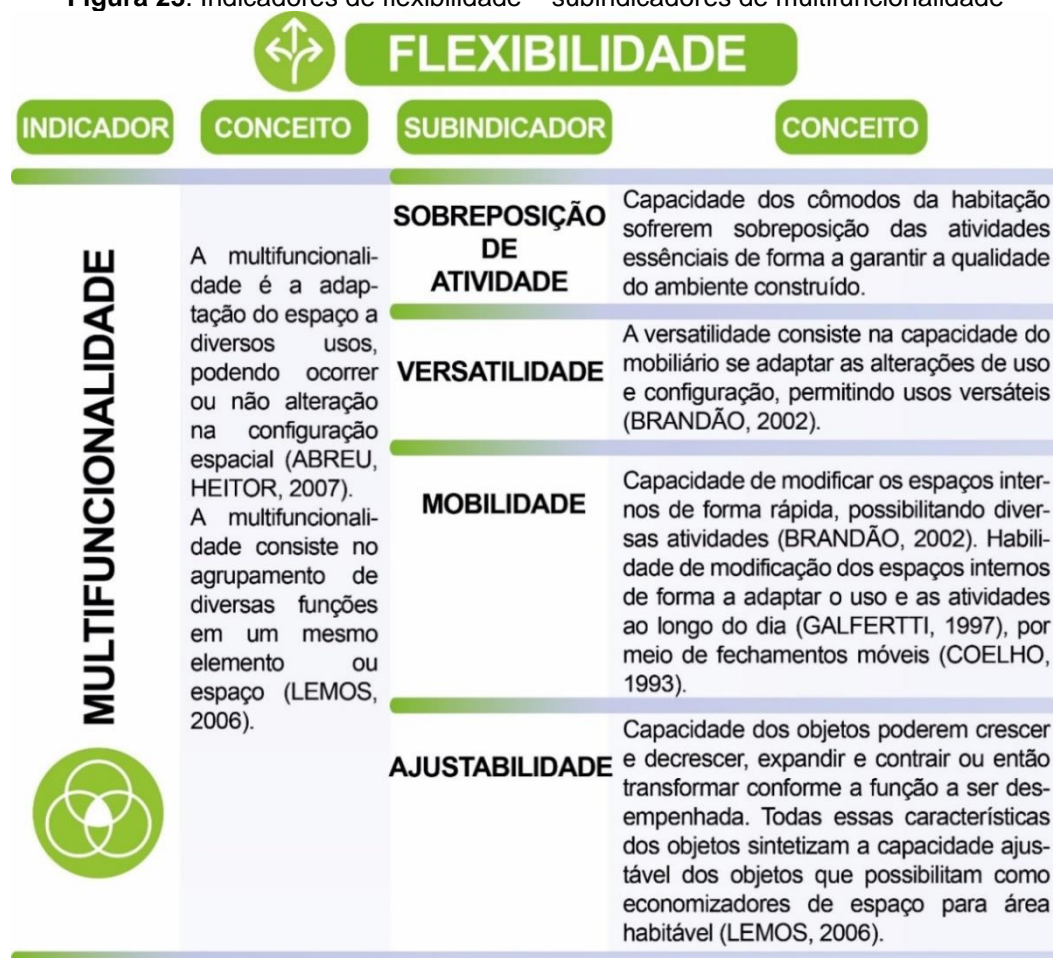 Figura 25: Indicadores de flexibilidade – subindicadores de multifuncionalidade
FLEXIBILIDADE
INDICADOR
CONCEITO
SUBINDICADOR
CONCEITO
MULTIFUNCIONALIDADE
A multifuncionali-
dade é a adap-
tação do espaço a
diversos usos,
podendo ocorrer
ou não alteração
na configuração
espacial (ABREU,
HEITOR, 2007).
A multifuncionali-
dade consiste no
agrupamento de
diversas funções
em um mesmo
elemento ou
espaço (LEMOS,
2006).
SOBREPOSIÇÃO
DE
ATIVIDADE
Capacidade dos cômodos da habitação
sofrerem sobreposição das atividades
essênciais de forma a garantir a qualidade
do ambiente construído.
VERSATILIDADE
A versatilidade consiste na capacidade do
mobiliário se adaptar as alterações de uso
e configuração, permitindo usos versáteis
(BRANDÃO, 2002).
MOBILIDADE
Capacidade de modificar os espaços inter-
nos de forma rápida, possibilitando diver-
sas atividades (BRANDÃO, 2002). Habili-
dade de modificação dos espaços internos
de forma a adaptar o uso e as atividades
ao longo do dia (GALFERTTI, 1997), por
meio de fechamentos móveis (COELHO,
1993).
AJUSTABILIDADE
Capacidade dos objetos poderem crescer
e decrescer, expandir e contrair ou então
transformar conforme a função a ser des-
empenhada. Todas essas características
dos objetos sintetizam a capacidade ajus-
tável dos objetos que possibilitam como
economizadores de espaço para área
habitável (LEMOS, 2006).